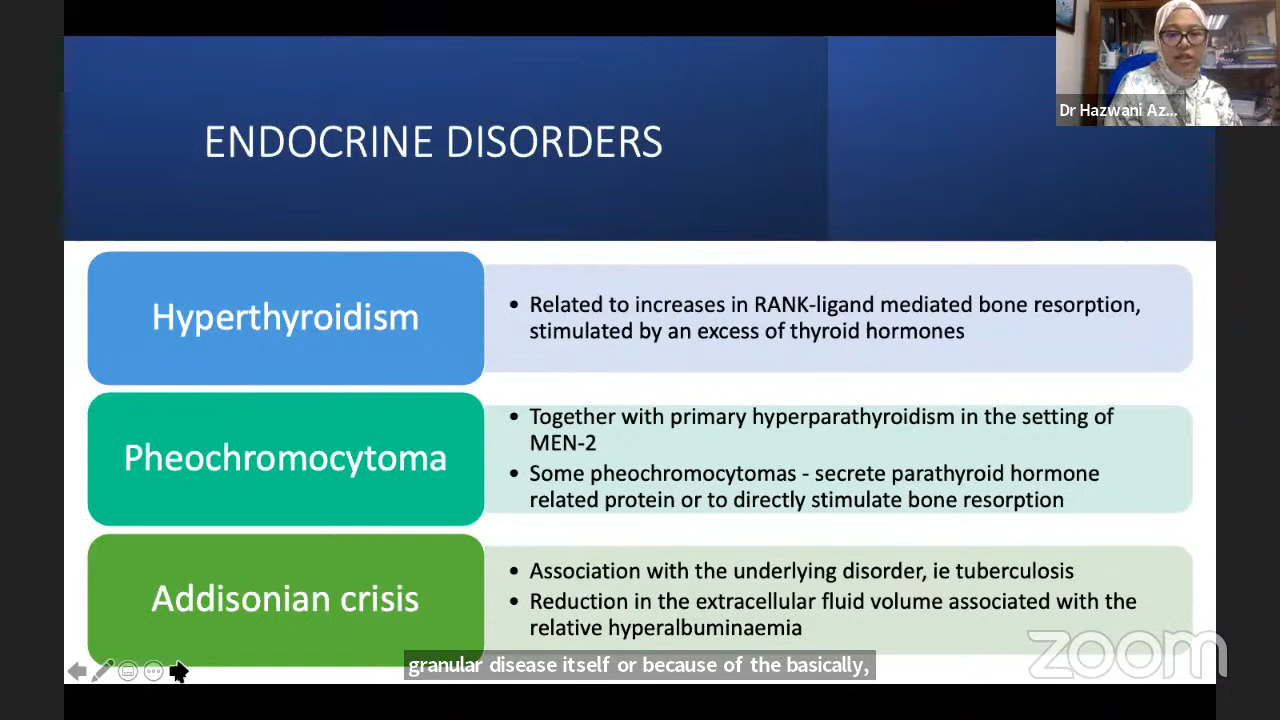 Dr Hazwani Az...
ENDOCRINE DISORDERS
Hyperthyroidism
• Related to increases in RANK-ligand mediated bone resorption,
stimulated by an excess of thyroid hormones
Pheochromocytoma
• Together with primary hyperparathyroidism in the setting of
MEN-2
• Some pheochromocytomas - secrete parathyroid hormone
related protein or to directly stimulate bone resorption
Addisonian crisis
• Association with the underlying disorder, ie tuberculosis
• Reduction in the extracellular fluid volume associated with the
relative hyperalbuminaemia
zoom
granular disease itself or because of the basically,